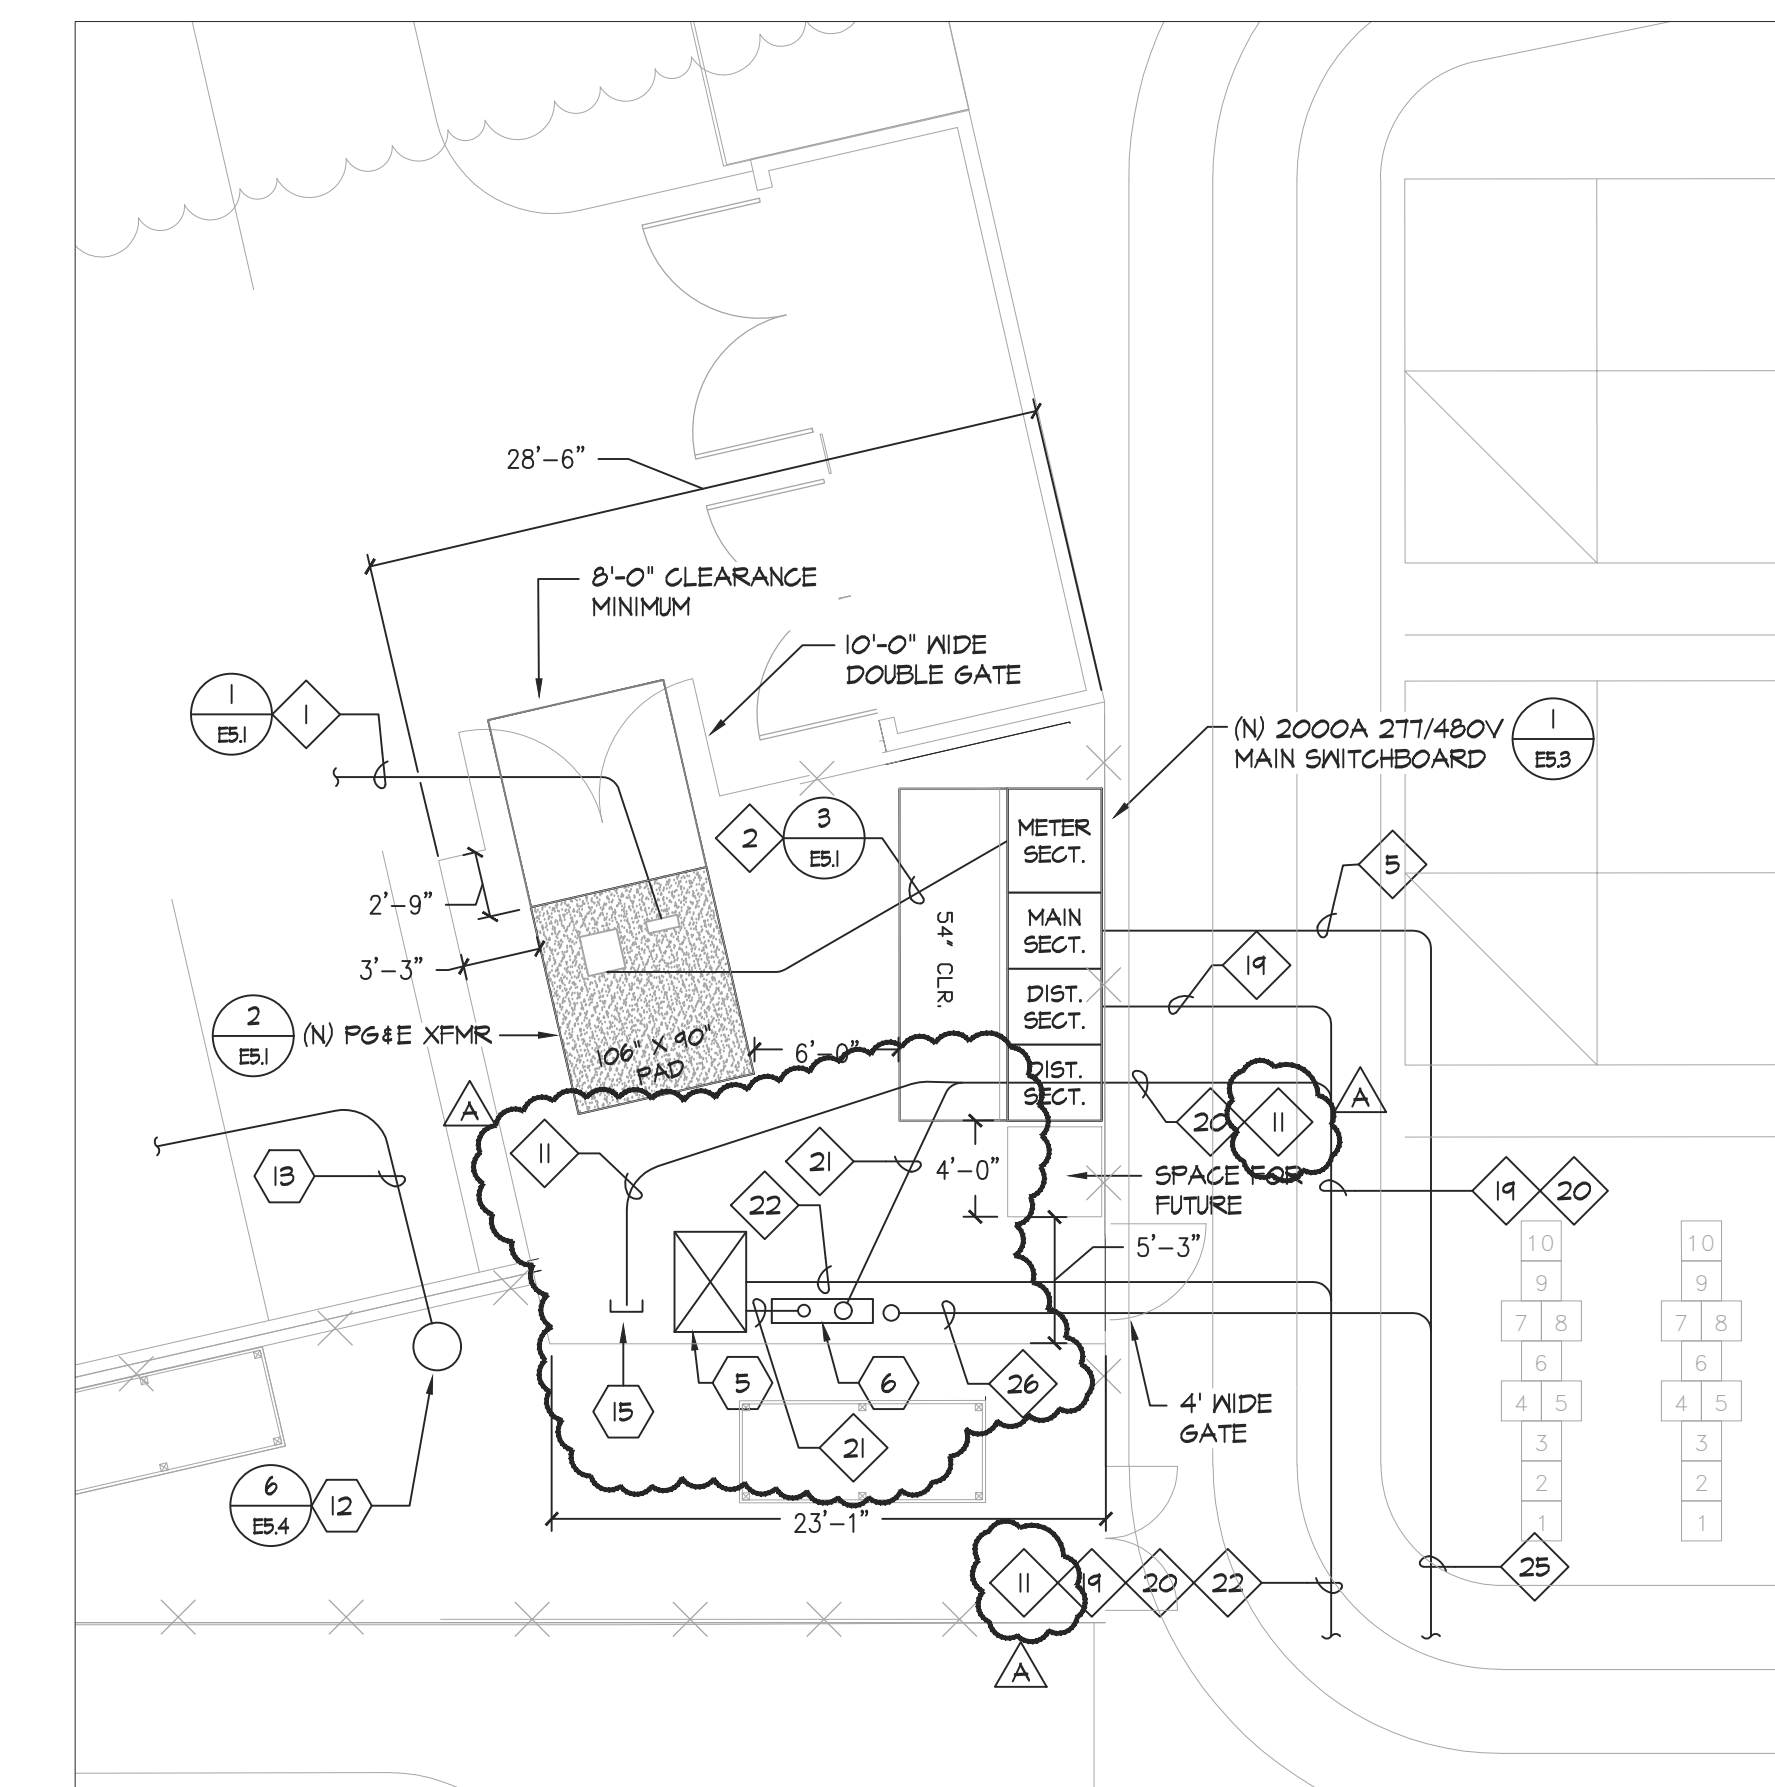 28'-6"
8'-0" CLEARANCE
MINIMUM
10'-0" WIDE
DOUBLE GATE
1
E5.1
1
(N) 2000A 277/480V
MAIN SWITCHBOARD
1
E5.3
2
3
E5.1
METER
SECT.
MAIN
SECT.
DIST.
SECT.
DIST.
SECT.
54" CLR.
5
19
2'-9"
3'-3"
2
E5.1
(N) PG&E XFMR
106" X 90"
PAD
6'-0"
A
11
21
22
4'-0"
20
11
A
SPACE FOR
FUTURE
19
20
13
5'-3"
10
9
7 8
6
4 5
3
2
1
10
9
7 8
6
4 5
3
2
1
15
5
6
26
21
4' WIDE
GATE
6
E5.4
12
23'-1"
11
19
20
22
25
A